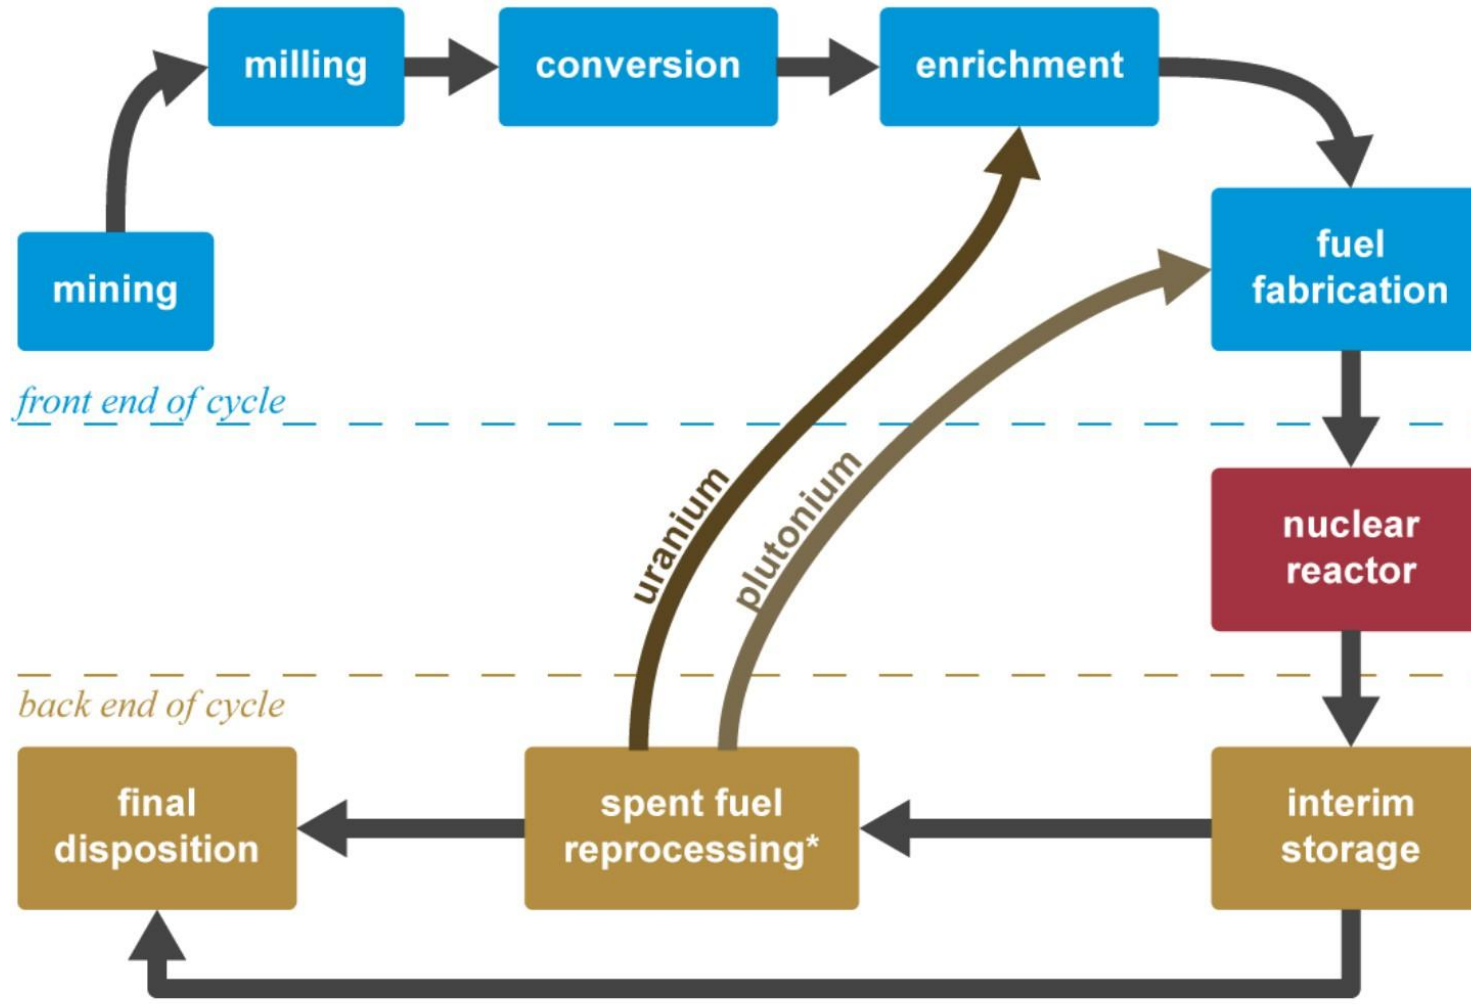 milling
conversion
enrichment
mining
fuel
fabrication
front end of cycle
uranium
plutonium
nuclear
reactor
back end of cycle
final
disposition
spent fuel
reprocessing*
interim
storage